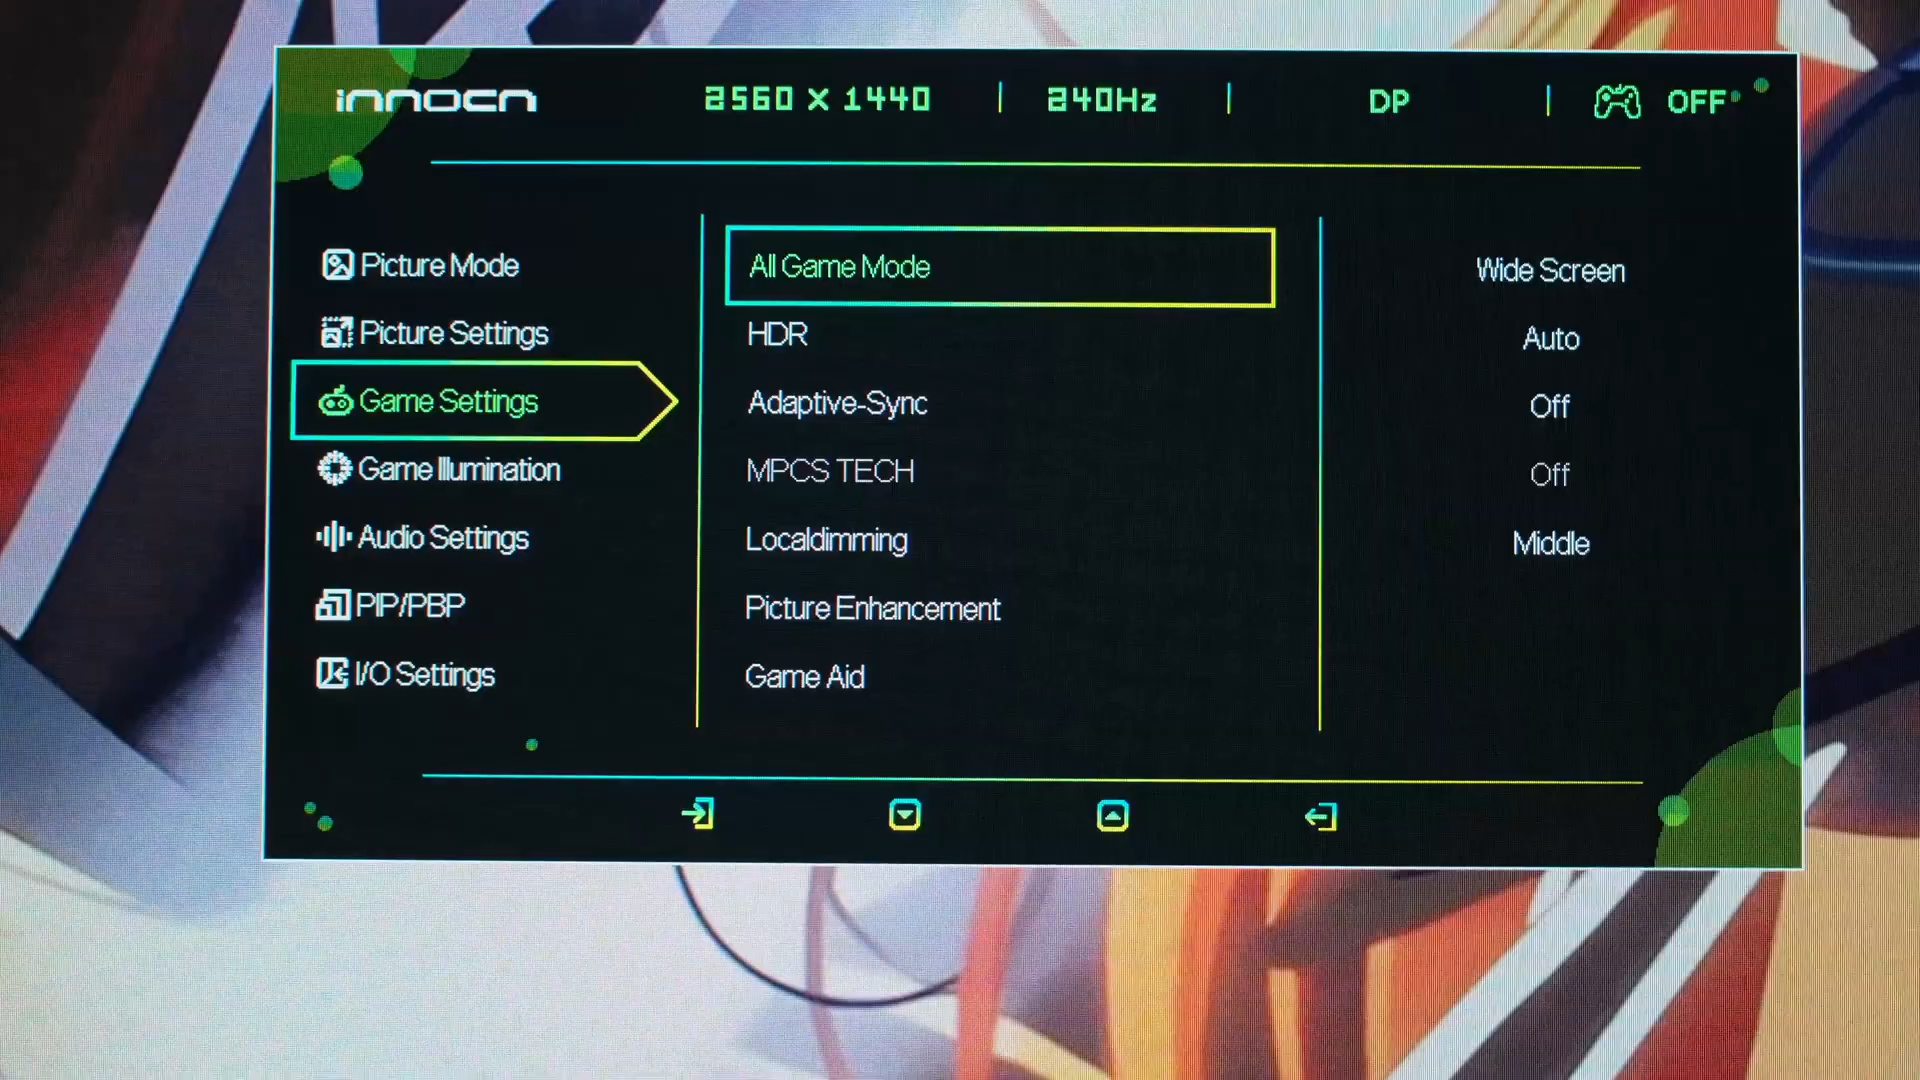 innocn 2560 X 1440 240Hz DP OFF
Picture Mode
Picture Settings
Game Settings
Game Illumination
Audio Settings
PIP/PBP
I/O Settings
All Game Mode Wide Screen
HDR Auto
Adaptive-Sync Off
MPCS TECH Off
Localdimming Middle
Picture Enhancement
Game Aid